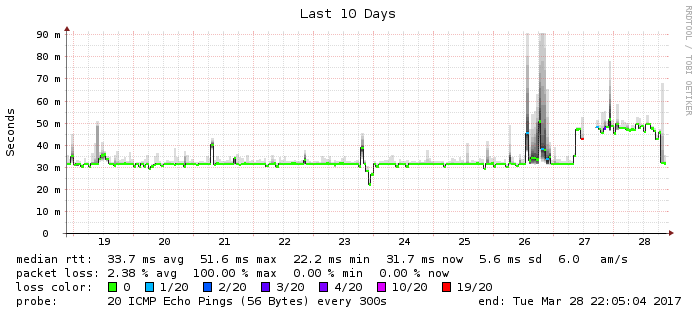 Last 10 Days
RRDTOOL / TOBI OETIKER
Seconds
90 m
80 m
70 m
60 m
50 m
40 m
30 m
20 m
10 m
0
19 20 21 22 23 24 25 26 27 28
median rtt: 33.7 ms avg 51.6 ms max 22.2 ms min 31.7 ms now 5.6 ms sd 6.0 am/s
packet loss: 2.38 % avg 100.00 % max 0.00 % min 0.00 % now
loss color: 0 1/20 2/20 3/20 4/20 10/20 19/20
probe: 20 ICMP Echo Pings (56 Bytes) every 300s end: Tue Mar 28 22:05:04 2017